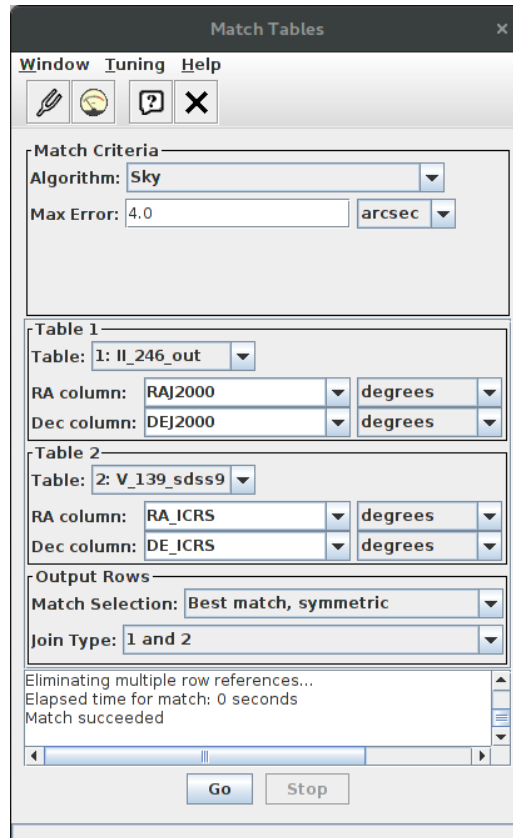 Match Tables ×
Window Tuning Help
Match Criteria
Algorithm: Sky
Max Error: 4.0 arcsec
Table 1
Table: 1: II_246_out
RA column: RAJ2000 degrees
Dec column: DEJ2000 degrees
Table 2
Table: 2: V_139_sdss9
RA column: RA_ICRS degrees
Dec column: DE_ICRS degrees
Output Rows
Match Selection: Best match, symmetric
Join Type: 1 and 2
Eliminating multiple row references...
Elapsed time for match: 0 seconds
Match succeeded
Go Stop